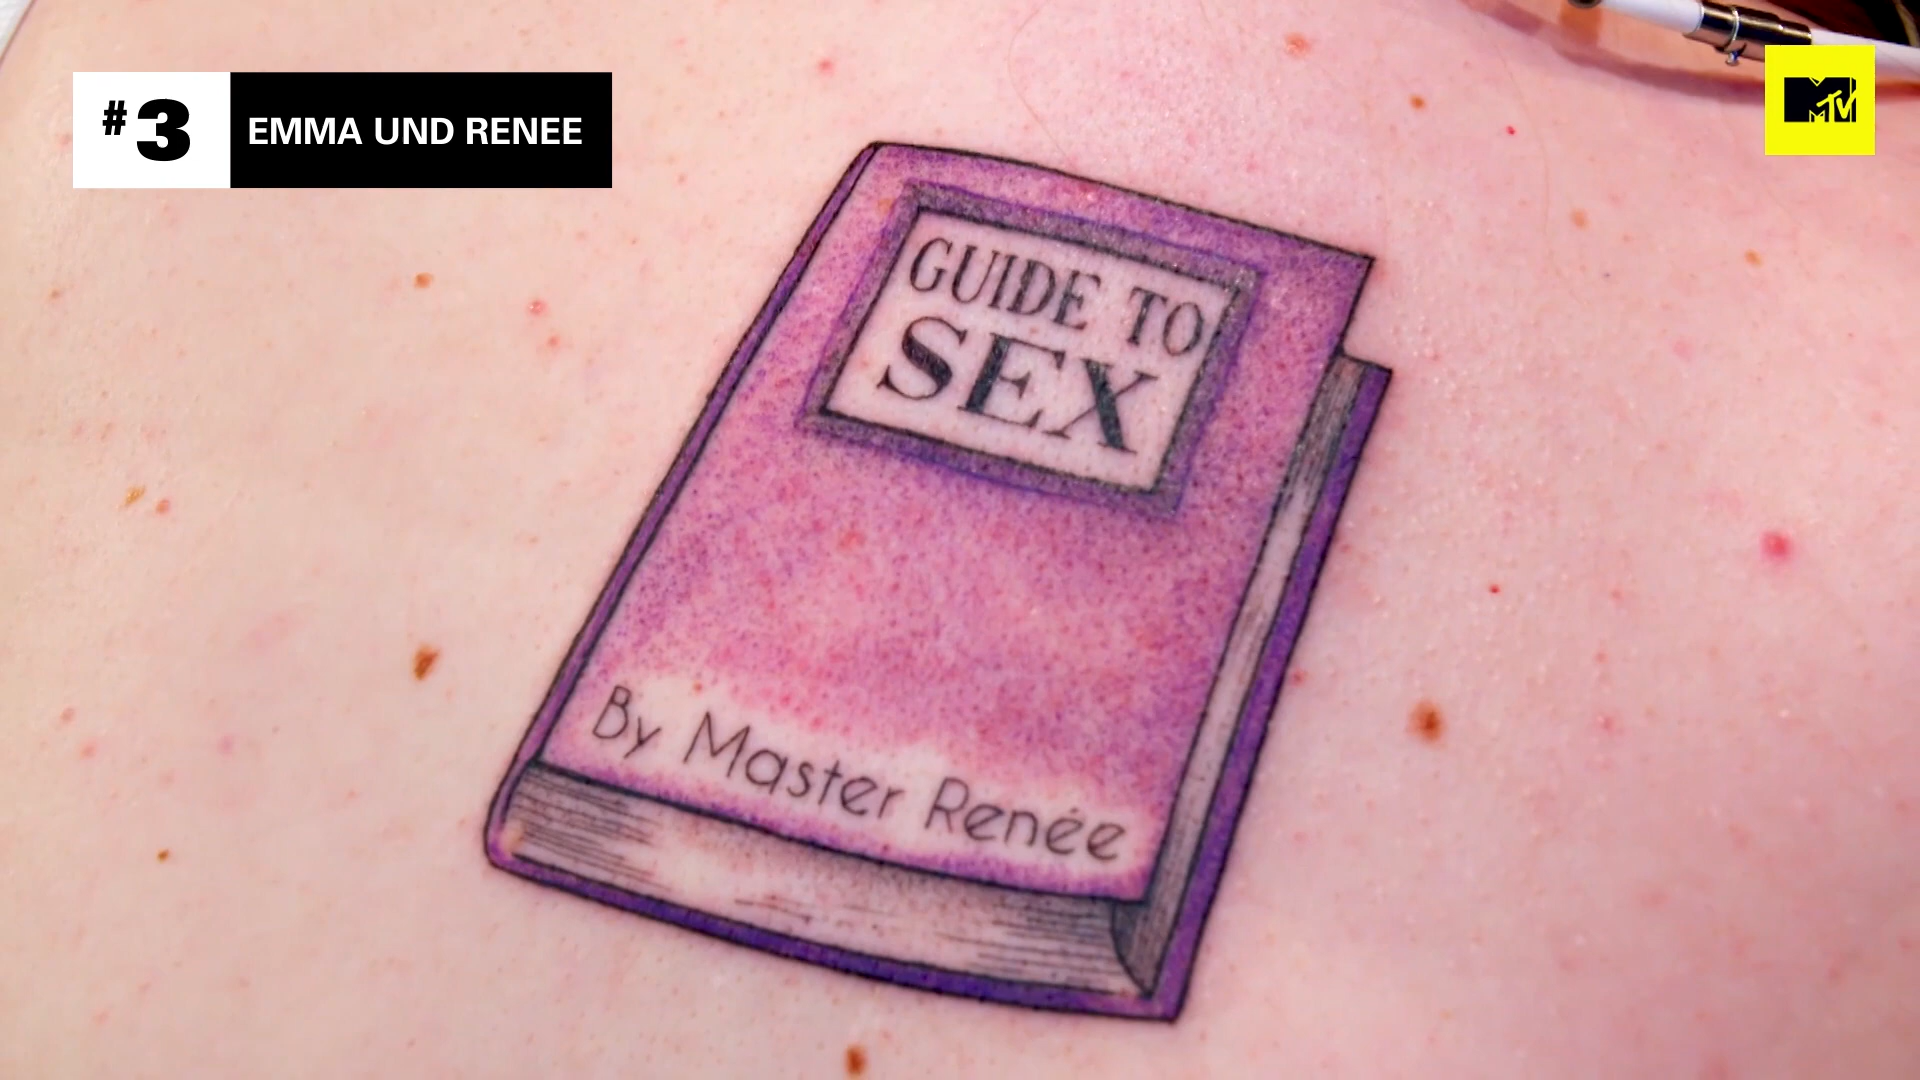 #3 EMMA UND RENEE
MTV
GUIDE TO
SEX
By Master Renée